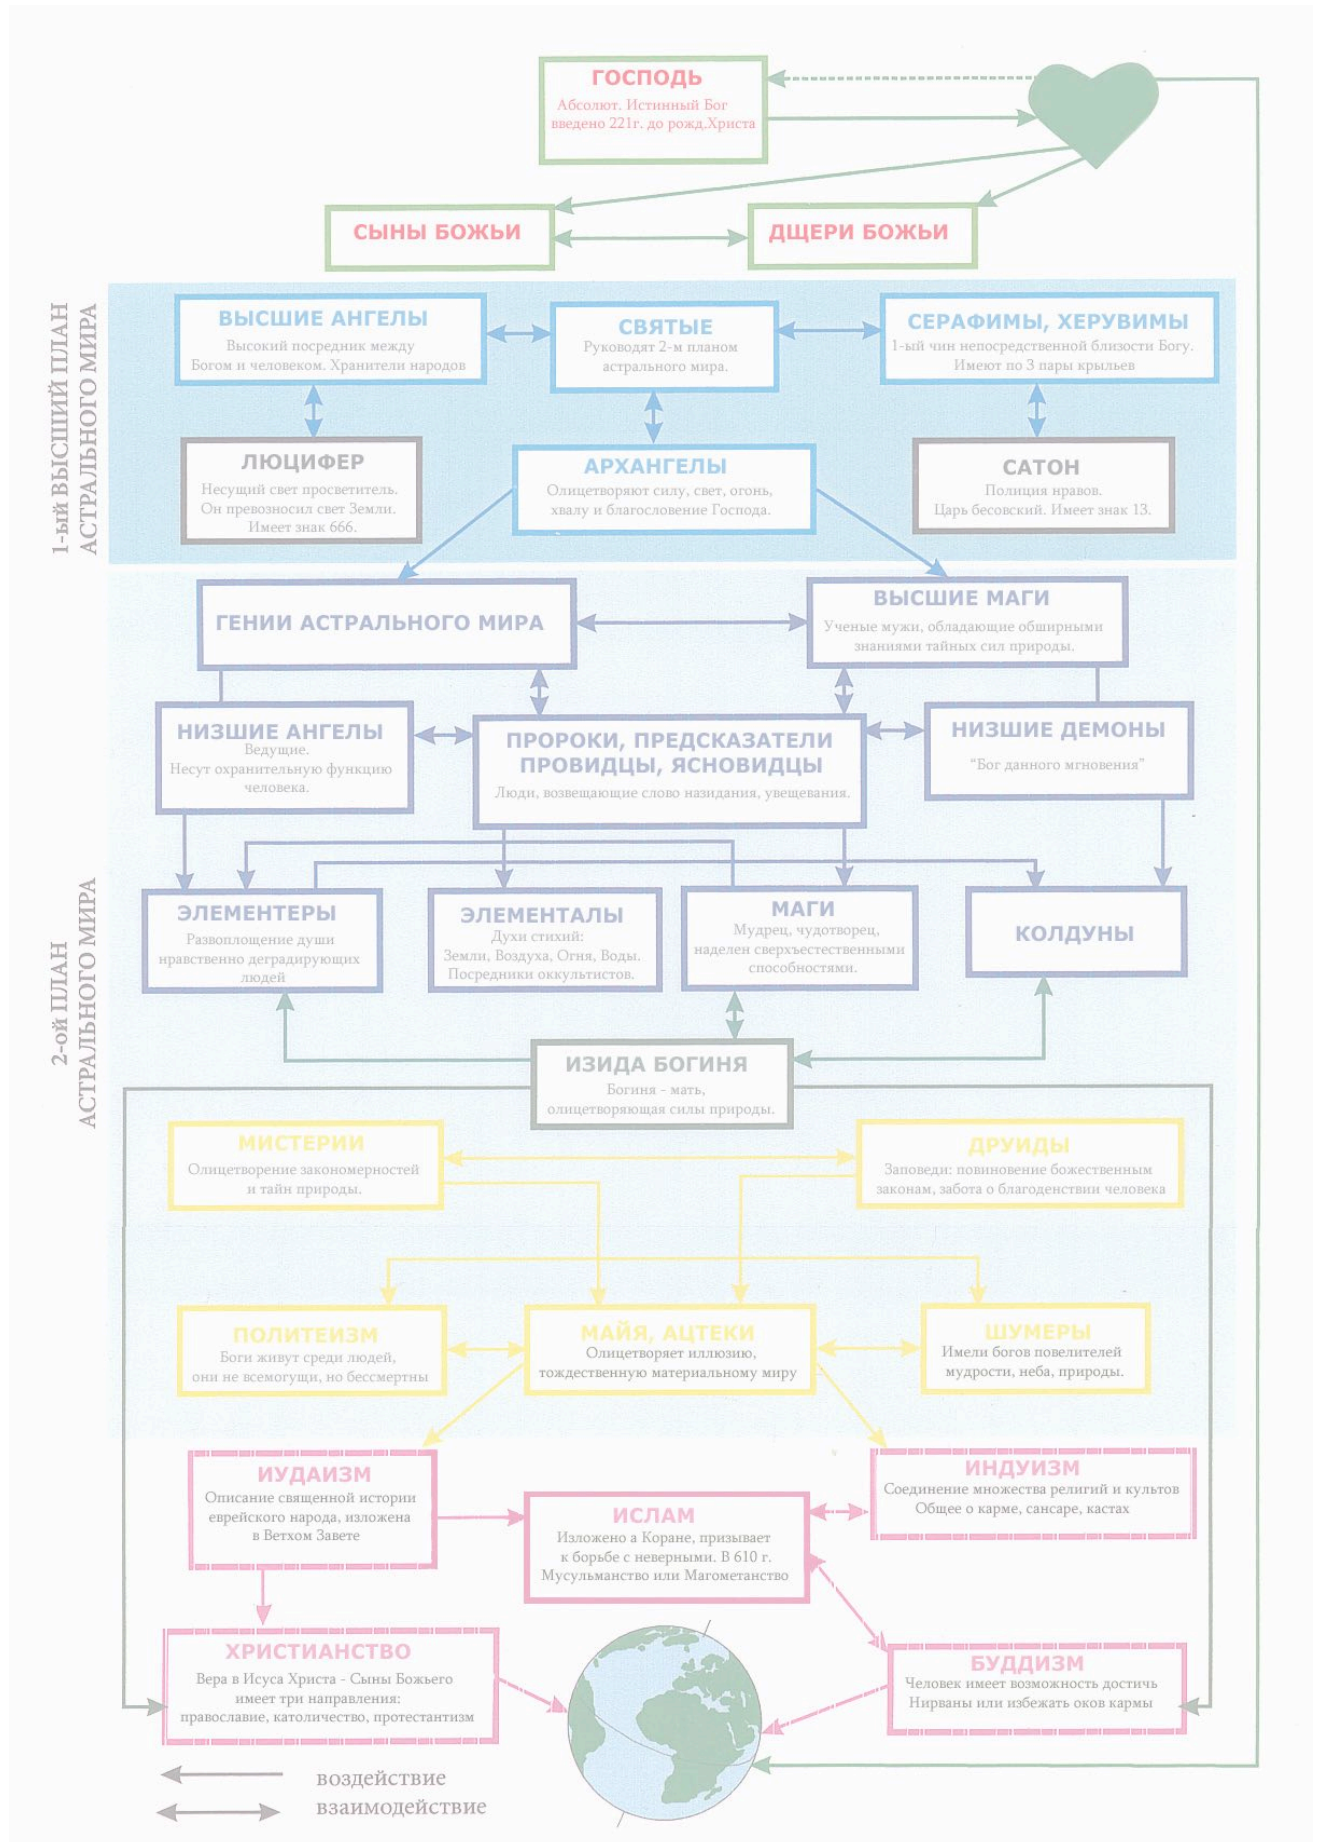 ГОСПОДЬ
Абсолют. Истинный Бог
введено 221г. до рожд.Христа
СЫНЫ БОЖЬИ
ДЩЕРИ БОЖЬИ
1-ый ВЫСШИЙ ПЛАН
АСТРАЛЬНОГО МИРА
ВЫСШИЕ АНГЕЛЫ
Высокий посредник между
Богом и человеком. Хранители народов
СВЯТЫЕ
Руководят 2-м планом
астрального мира.
СЕРАФИМЫ, ХЕРУВИМЫ
1-ый чин непосредственной близости Богу.
Имеют по 3 пары крыльев
ЛЮЦИФЕР
Несущий свет просветитель.
Он превозносил свет Земли.
Имеет знак 666.
АРХАНГЕЛЫ
Олицетворяют силу, свет, огонь,
хвалу и благословение Господа.
САТОН
Полиция нравов.
Царь бесовский. Имеет знак 13.
2-ой ПЛАН
АСТРАЛЬНОГО МИРА
ГЕНИИ АСТРАЛЬНОГО МИРА
ВЫСШИЕ МАГИ
Ученые мужи, обладающие обширными
знаниями тайных сил природы.
НИЗШИЕ АНГЕЛЫ
Ведущие.
Несут охранительную функцию
человека.
ПРОРОКИ, ПРЕДСКАЗАТЕЛИ
ПРОВИДЦЫ, ЯСНОВИДЦЫ
Люди, возвещающие слово назидания, увещевания.
НИЗШИЕ ДЕМОНЫ
“Бог данного мгновения”
ЭЛЕМЕНТЕРЫ
Развоплощение души
нравственно деградирующих
людей
ЭЛЕМЕНТАЛЫ
Духи стихий:
Земли, Воздуха, Огня, Воды.
Посредники оккультистов.
МАГИ
Мудрец, чудотворец,
наделен сверхъестественными
способностями.
КОЛДУНЫ
ИЗИДА БОГИНЯ
Богиня - мать,
олицетворяющая силы природы.
МИСТЕРИИ
Олицетворение закономерностей
и тайн природы.
ДРУИДЫ
Заповеди: повиновение божественным
законам, забота о благоденствии человека
ПОЛИТЕИЗМ
Боги живут среди людей,
они не всемогущи, но бессмертны
МАЙЯ, АЦТЕКИ
Олицетворяет иллюзию,
тождественную материальному миру
ШУМЕРЫ
Имели богов повелителей
мудрости, неба, природы.
ИУДАИЗМ
Описание священной истории
еврейского народа, изложена
в Ветхом Завете
ИСЛАМ
Изложено а Коране, призывает
к борьбе с неверными. В 610 г.
Мусульманство или Магометанство
ИНДУИЗМ
Соединение множества религий и культов
Общее о карме, сансаре, кастах
ХРИСТИАНСТВО
Вера в Исуса Христа - Сыны Божьего
имеет три направления:
православие, католичество, протестантизм
БУДДИЗМ
Человек имеет возможность достичь
Нирваны или избежать оков кармы
воздействие
взаимодействие